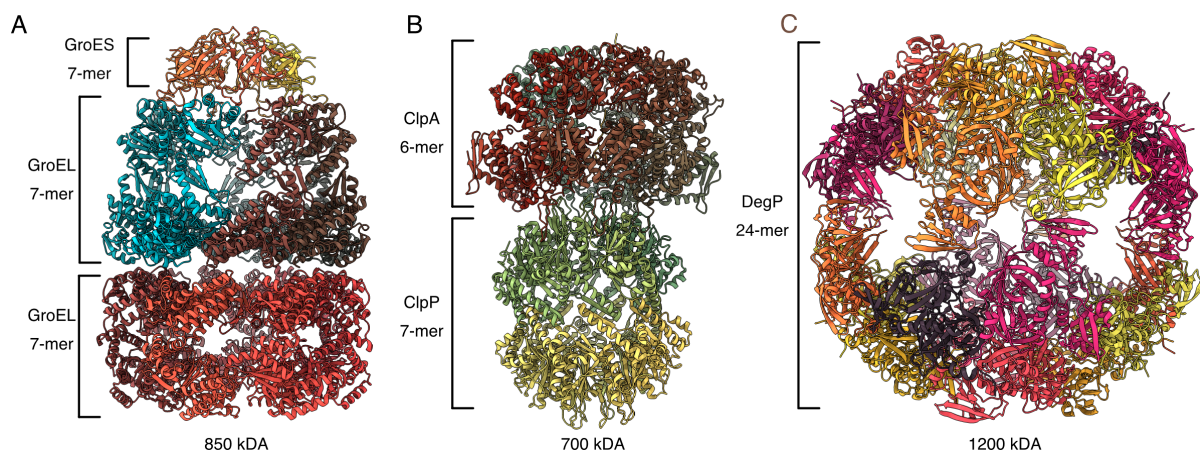 A
GroES
7-mer
GroEL
7-mer
GroEL
7-mer
850 kDA
B
ClpA
6-mer
ClpP
7-mer
700 kDA
C
DegP
24-mer
1200 kDA